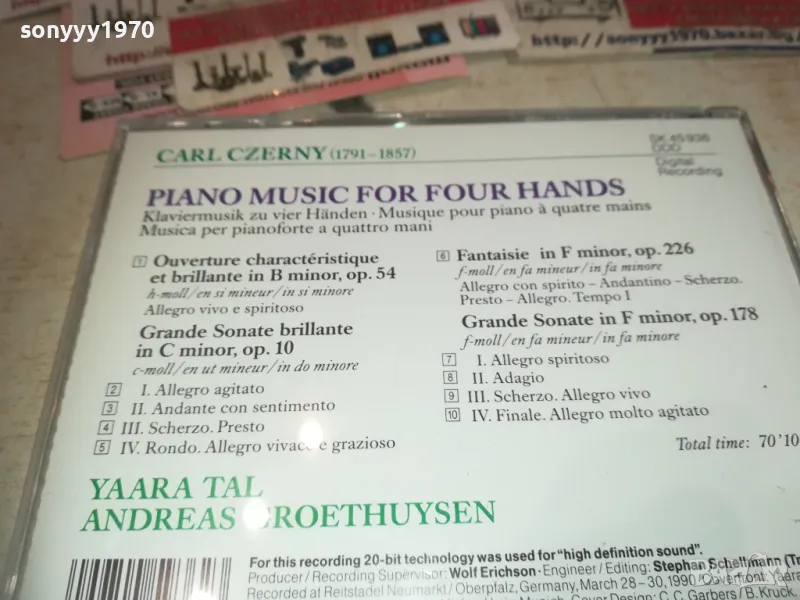 sonyyy1970
http://sonyyy1970.bazar.bg
CARL CZERNY (1791–1857)
SK 45 936
DDD
Digital
Recording
PIANO MUSIC FOR FOUR HANDS
Klaviermusik zu vier Händen · Musique pour piano à quatre mains
Musica per pianoforte a quattro mani
1 Ouverture charactéristique
et brillante in B minor, op. 54
h-moll/en si mineur/in si minore
Allegro vivo e spiritoso
Grande Sonate brillante
in C minor, op. 10
c-moll/en ut mineur/in do minore
2 I. Allegro agitato
3 II. Andante con sentimento
4 III. Scherzo. Presto
5 IV. Rondo. Allegro vivace e grazioso
6 Fantaisie in F minor, op. 226
f-moll/en fa mineur/in fa minore
Allegro con spirito – Andantino – Scherzo.
Presto – Allegro. Tempo I
Grande Sonate in F minor, op. 178
f-moll/en fa mineur/in fa minore
7 I. Allegro spiritoso
8 II. Adagio
9 III. Scherzo. Allegro vivo
10 IV. Finale. Allegro molto agitato
Total time: 70'10
YAARA TAL
ANDREAS GROETHUYSEN
For this recording 20-bit technology was used for "high definition sound".
Producer / Recording Supervisor: Wolf Erichson · Engineer / Editing: Stephan Schellmann (Tr
Recorded at Reitstadel Neumarkt / Oberpfalz, Germany, March 28 – 30, 1990
Cover Design: C. C. Garbers / B. Kruck,